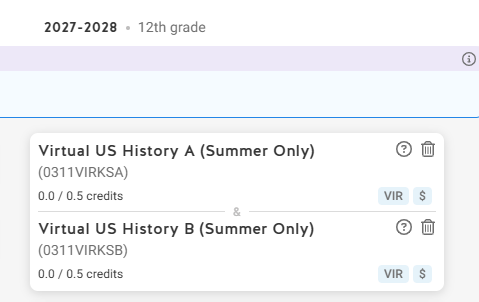 2027-2028 • 12th grade
Virtual US History A (Summer Only)
(0311VIRKSA)
0.0 / 0.5 credits VIR $
&
Virtual US History B (Summer Only)
(0311VIRKSB)
0.0 / 0.5 credits VIR $